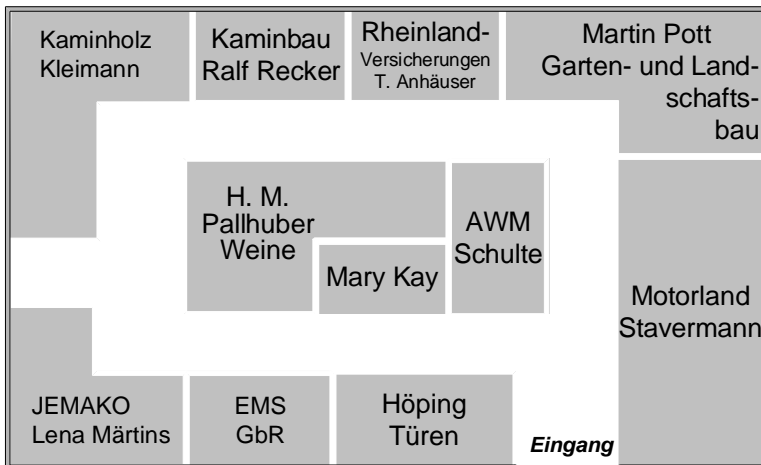 Kaminholz
Kleimann
Kaminbau
Ralf Recker
Rheinland-
Versicherungen
T. Anhäuser
Martin Pott
Garten- und Land-
schafts-
bau
H. M.
Pallhuber
Weine
Mary Kay
AWM
Schulte
Motorland
Stavermann
JEMAKO
Lena Märtins
EMS
GbR
Höping
Türen
Eingang